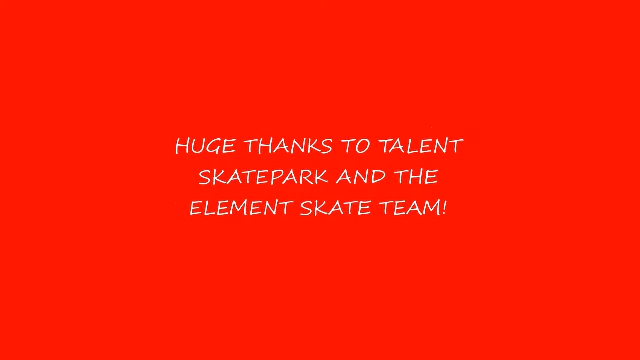 HUGE THANKS TO TALENT
SKATEPARK AND THE
ELEMENT SKATE TEAM!